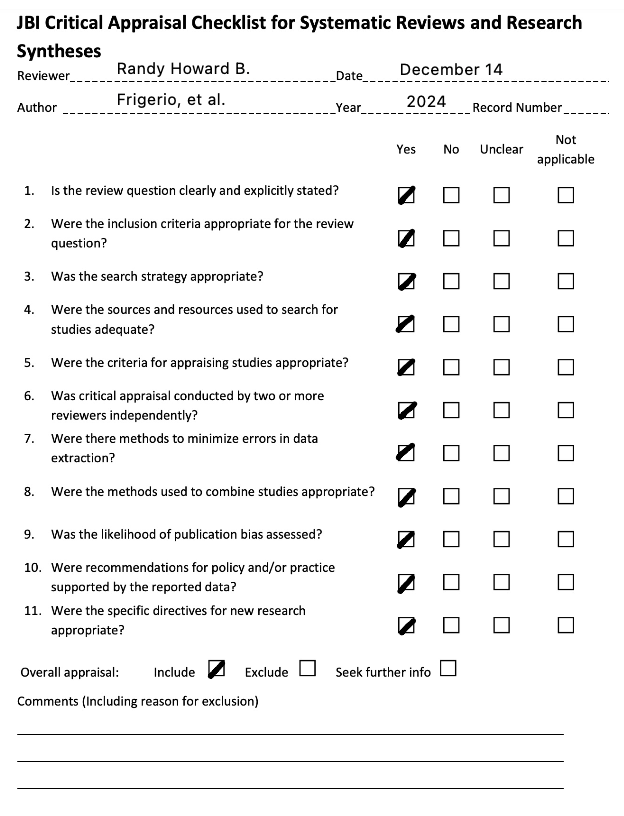 JBI Critical Appraisal Checklist for Systematic Reviews and Research
Syntheses
Reviewer Randy Howard B. Date December 14
Author Frigerio, et al. Year 2024 Record Number
Yes No Unclear Not applicable
1. Is the review question clearly and explicitly stated?
2. Were the inclusion criteria appropriate for the review
question?
3. Was the search strategy appropriate?
4. Were the sources and resources used to search for
studies adequate?
5. Were the criteria for appraising studies appropriate?
6. Was critical appraisal conducted by two or more
reviewers independently?
7. Were there methods to minimize errors in data
extraction?
8. Were the methods used to combine studies appropriate?
9. Was the likelihood of publication bias assessed?
10. Were recommendations for policy and/or practice
supported by the reported data?
11. Were the specific directives for new research
appropriate?
Overall appraisal: Include Exclude Seek further info
Comments (Including reason for exclusion)